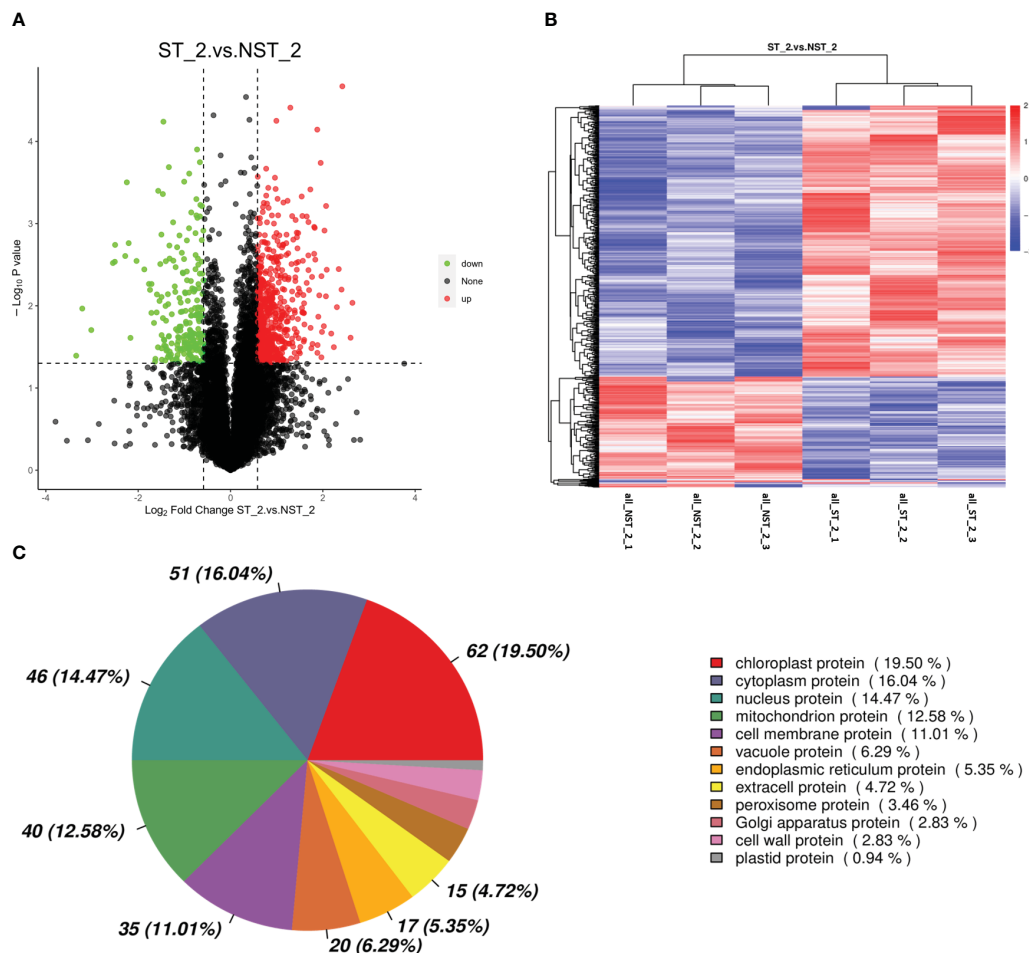 A
ST_2.vs.NST_2
4
3
2
1
0
−Log10 P value
-4
-2
0
2
4
Log2 Fold Change ST_2.vs.NST_2
down
None
up
B
ST_2.vs.NST_2
2
1
0
all_NST_2_1
all_NST_2_2
all_NST_2_3
all_ST_2_1
all_ST_2_2
all_ST_2_3
C
51 (16.04%)
62 (19.50%)
46 (14.47%)
40 (12.58%)
35 (11.01%)
20 (6.29%)
17 (5.35%)
15 (4.72%)
chloroplast protein ( 19.50 % )
cytoplasm protein ( 16.04 % )
nucleus protein ( 14.47 % )
mitochondrion protein ( 12.58 % )
cell membrane protein ( 11.01 % )
vacuole protein ( 6.29 % )
endoplasmic reticulum protein ( 5.35 % )
extracell protein ( 4.72 % )
peroxisome protein ( 3.46 % )
Golgi apparatus protein ( 2.83 % )
cell wall protein ( 2.83 % )
plastid protein ( 0.94 % )